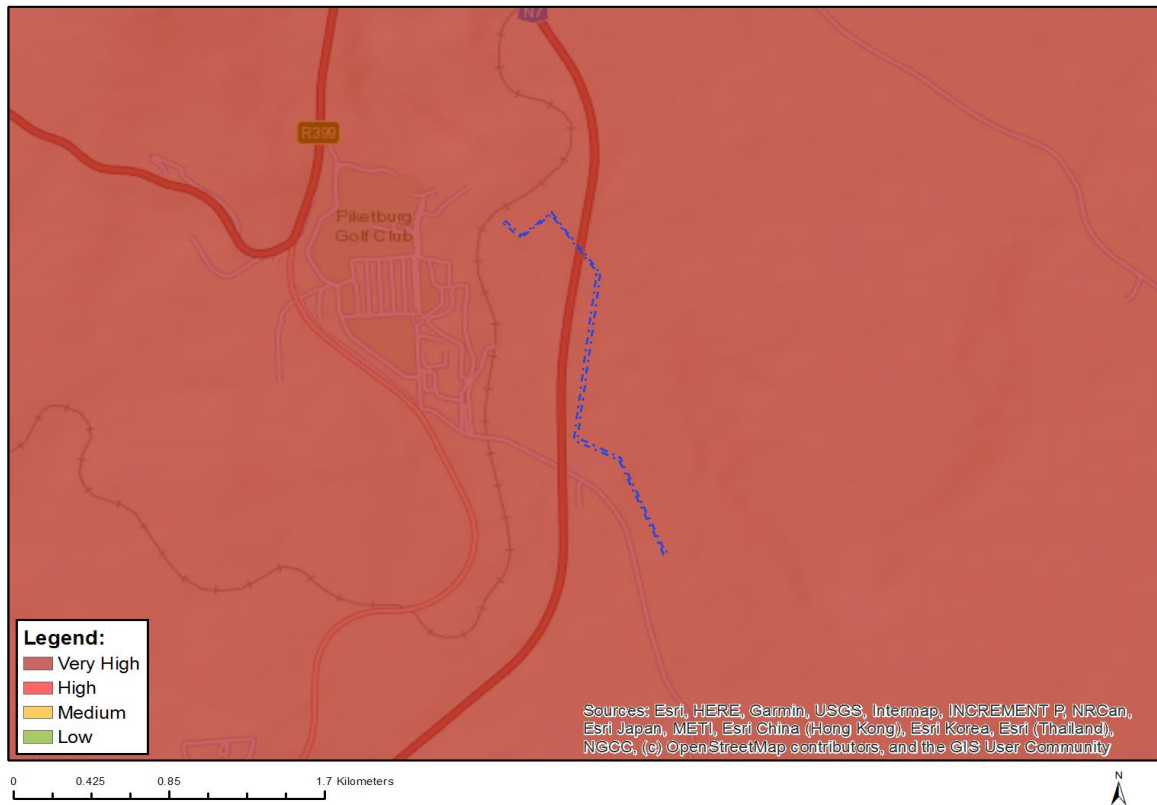 N7
R399
Piketburg
Golf Club
Legend:
Very High
High
Medium
Low
Sources: Esri, HERE, Garmin, USGS, Intermap, INCREMENT P, NRCan,
Esri Japan, METI, Esri China (Hong Kong), Esri Korea, Esri (Thailand),
NGCC, (c) OpenStreetMap contributors, and the GIS User Community
0 0.425 0.85 1.7 Kilometers
N